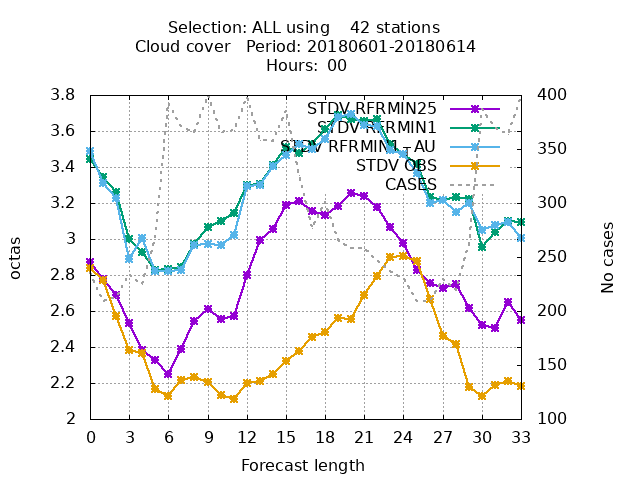 Selection: ALL using 42 stations
Cloud cover Period: 20180601-20180614
Hours: 00
3.8
3.6
3.4
3.2
3
2.8
2.6
2.4
2.2
2
octas
STDV RFRMIN25
STDV RFRMIN1
STDV RFRMIN1-AU
STDV OBS
CASES
400
350
300
250
200
150
100
No cases
0 3 6 9 12 15 18 21 24 27 30 33
Forecast length